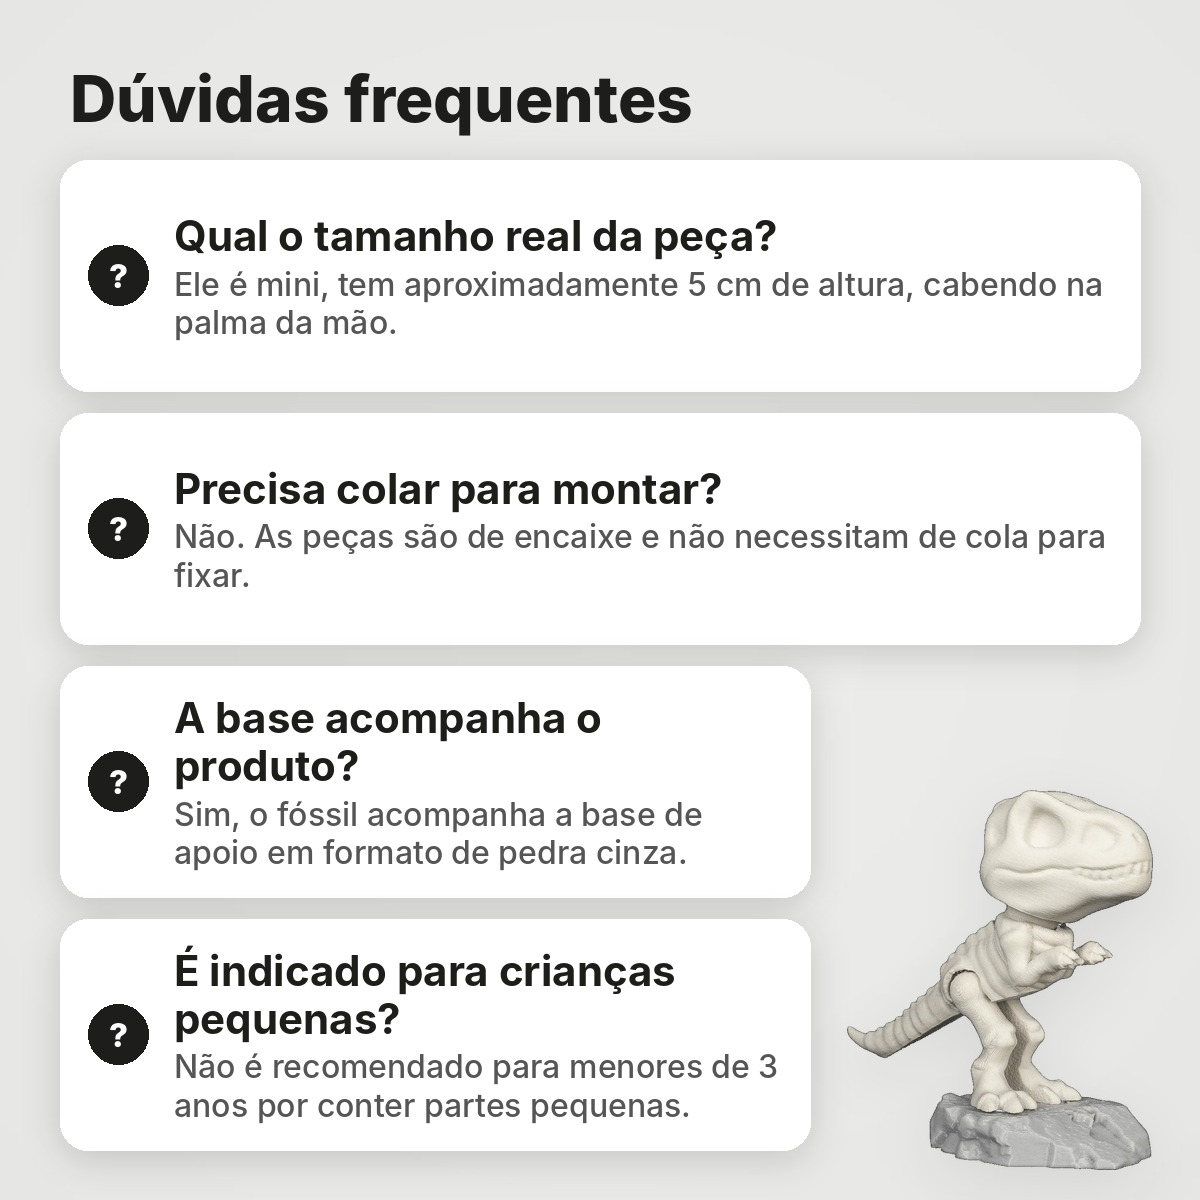 Dúvidas frequentes
?
Qual o tamanho real da peça?
Ele é mini, tem aproximadamente 5 cm de altura, cabendo na
palma da mão.
?
Precisa colar para montar?
Não. As peças são de encaixe e não necessitam de cola para
fixar.
?
A base acompanha o
produto?
Sim, o fóssil acompanha a base de
apoio em formato de pedra cinza.
?
É indicado para crianças
pequenas?
Não é recomendado para menores de 3
anos por conter partes pequenas.